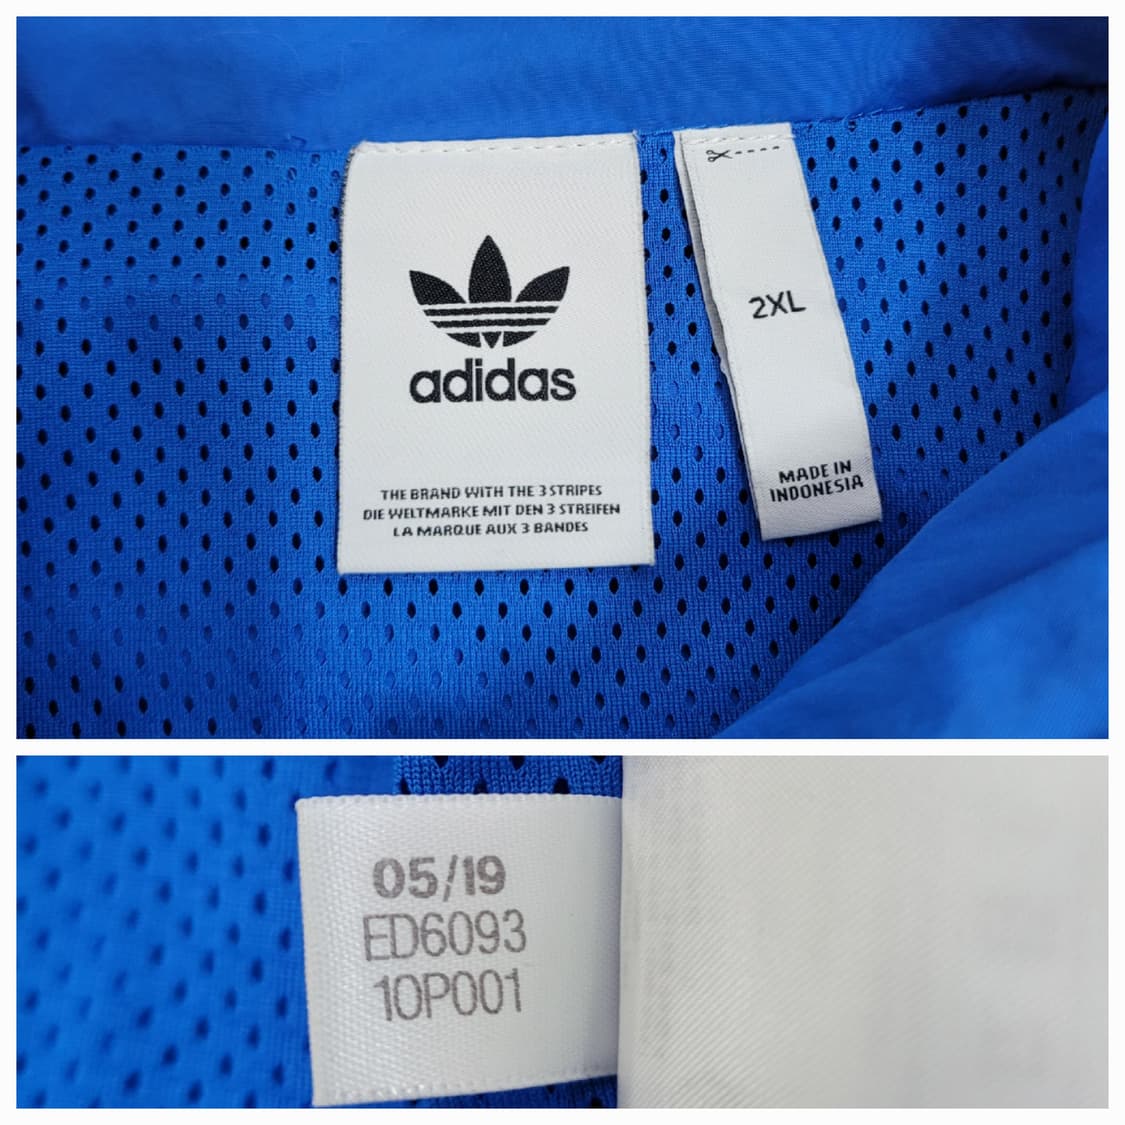 adidas
THE BRAND WITH THE 3 STRIPES
DIE WELTMARKE MIT DEN 3 STREIFEN
LA MARQUE AUX 3 BANDES
2XL
MADE IN
INDONESIA
05/19
ED6093
10P001